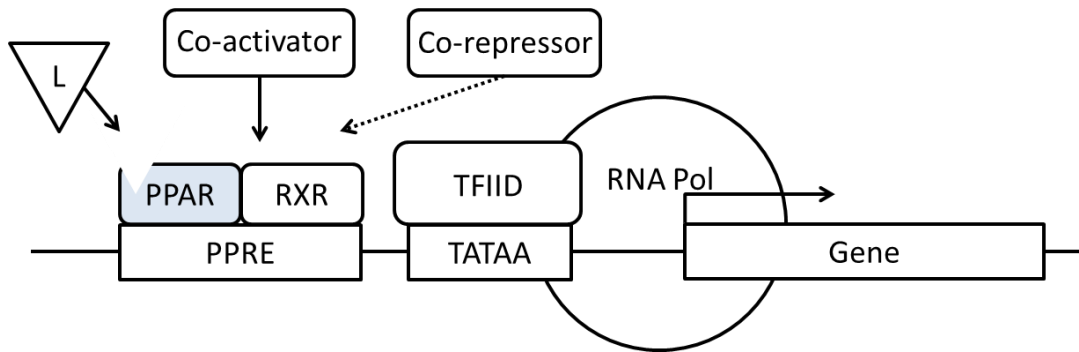 Co-activator
Co-repressor
L
PPAR
RXR
TFIID
RNA Pol
PPRE
TATAA
Gene